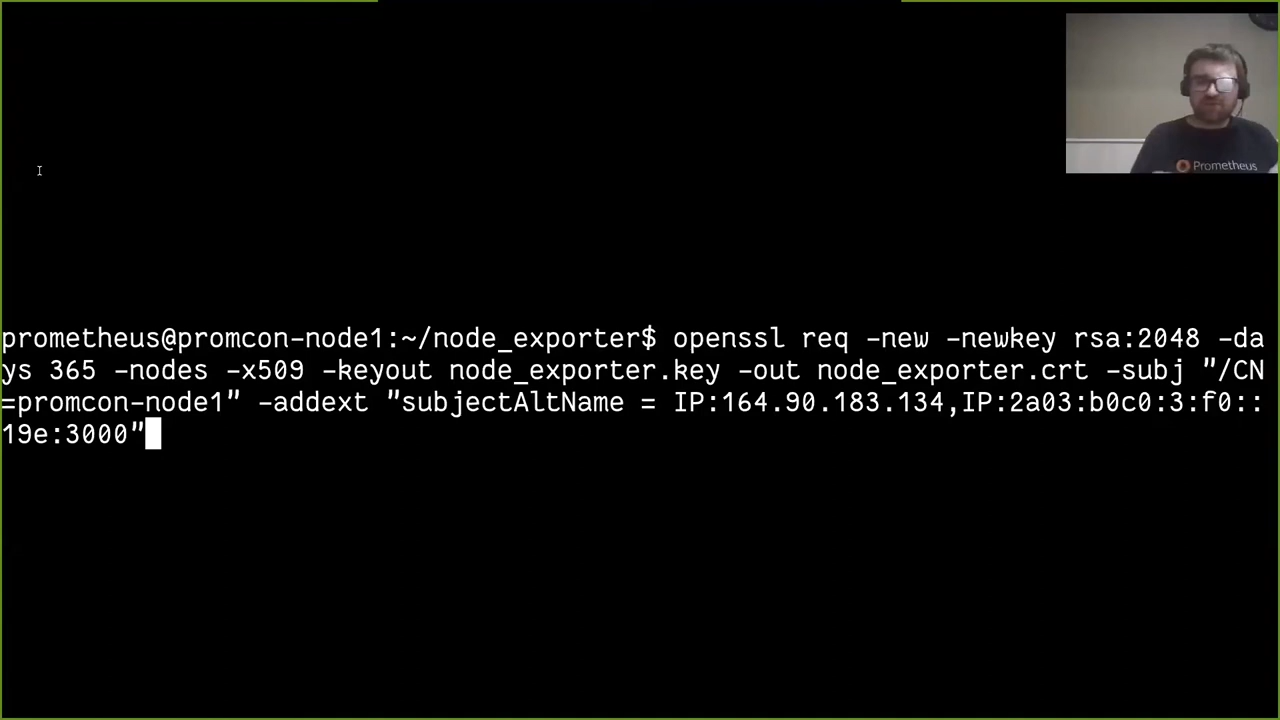 Prometheus
prometheus@promcon-node1:~/node_exporter$ openssl req -new -newkey rsa:2048 -da
ys 365 -nodes -x509 -keyout node_exporter.key -out node_exporter.crt -subj "/CN
=promcon-node1" -addext "subjectAltName = IP:164.90.183.134,IP:2a03:b0c0:3:f0::
19e:3000"